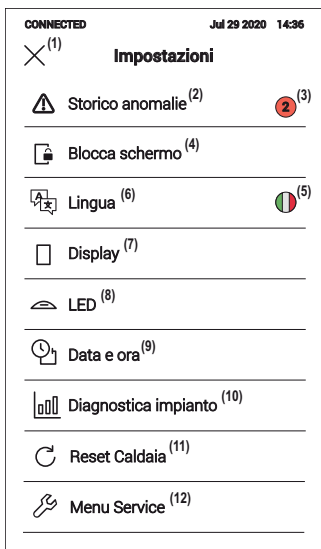 CONNECTED Jul 29 2020 14:36
(1) Impostazioni
Storico anomalie (2) 2 (3)
Blocca schermo (4)
Lingua (6) (5)
Display (7)
LED (8)
Data e ora (9)
Diagnostica impianto (10)
Reset Caldaia (11)
Menu Service (12)